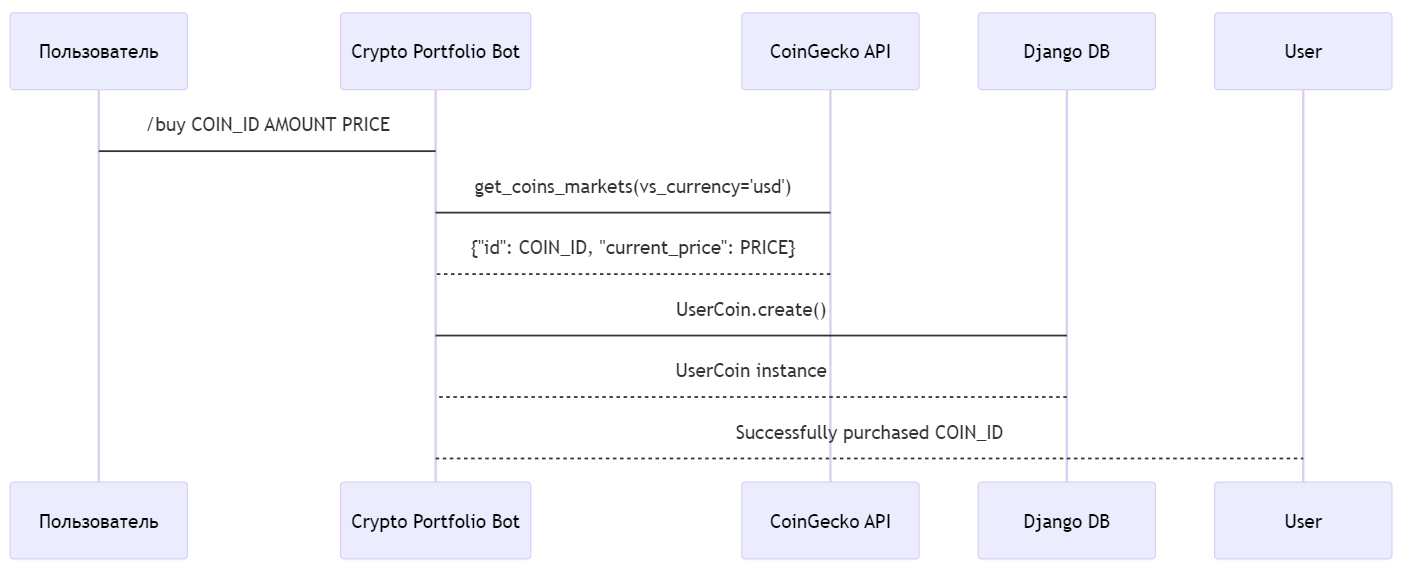 Пользователь
Crypto Portfolio Bot
CoinGecko API
Django DB
User
/buy COIN_ID AMOUNT PRICE
get_coins_markets(vs_currency='usd')
{"id": COIN_ID, "current_price": PRICE}
UserCoin.create()
UserCoin instance
Successfully purchased COIN_ID
Пользователь
Crypto Portfolio Bot
CoinGecko API
Django DB
User